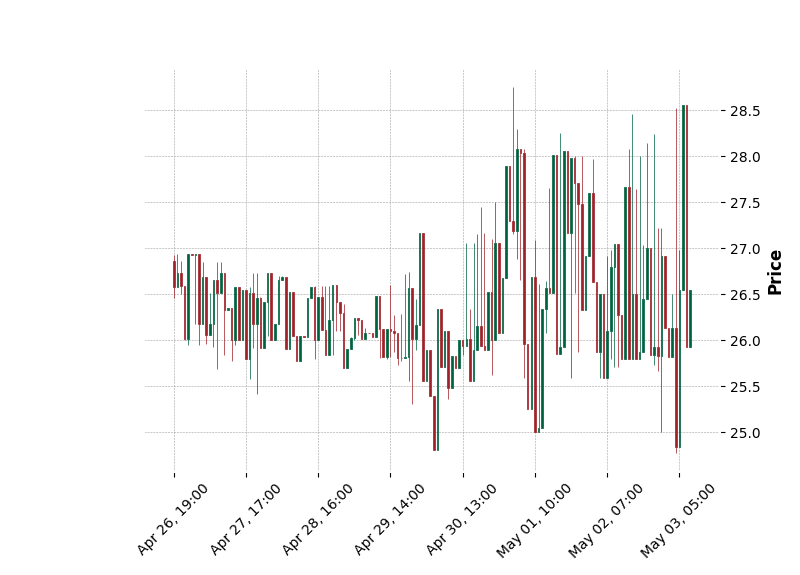 28.5
28.0
27.5
27.0
26.5
26.0
25.5
25.0
Price
Apr 26, 19:00
Apr 27, 17:00
Apr 28, 16:00
Apr 29, 14:00
Apr 30, 13:00
May 01, 10:00
May 02, 07:00
May 03, 05:00